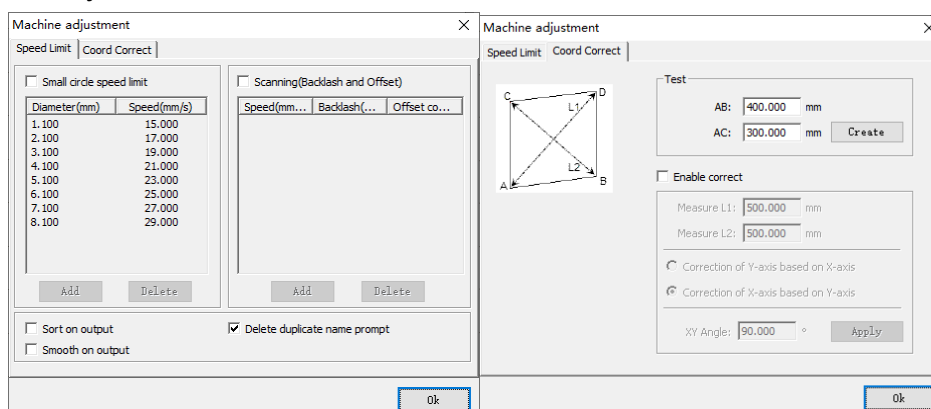 Machine adjustment
Speed Limit Coord Correct
Small circle speed limit
Diameter(mm) Speed(mm/s)
1.100 15.000
2.100 17.000
3.100 19.000
4.100 21.000
5.100 23.000
6.100 25.000
7.100 27.000
8.100 29.000
Add Delete
Scanning(Backlash and Offset)
Speed(mm... Backlash(... Offset co...
Add Delete
Sort on output
Delete duplicate name prompt
Smooth on output
Ok
Machine adjustment
Speed Limit Coord Correct
C D
L1
L2
A B
Test
AB: 400.000 mm
AC: 300.000 mm Create
Enable correct
Measure L1: 500.000 mm
Measure L2: 500.000 mm
Correction of Y-axis based on X-axis
Correction of X-axis based on Y-axis
XY Angle: 90.000 ° Apply
Ok